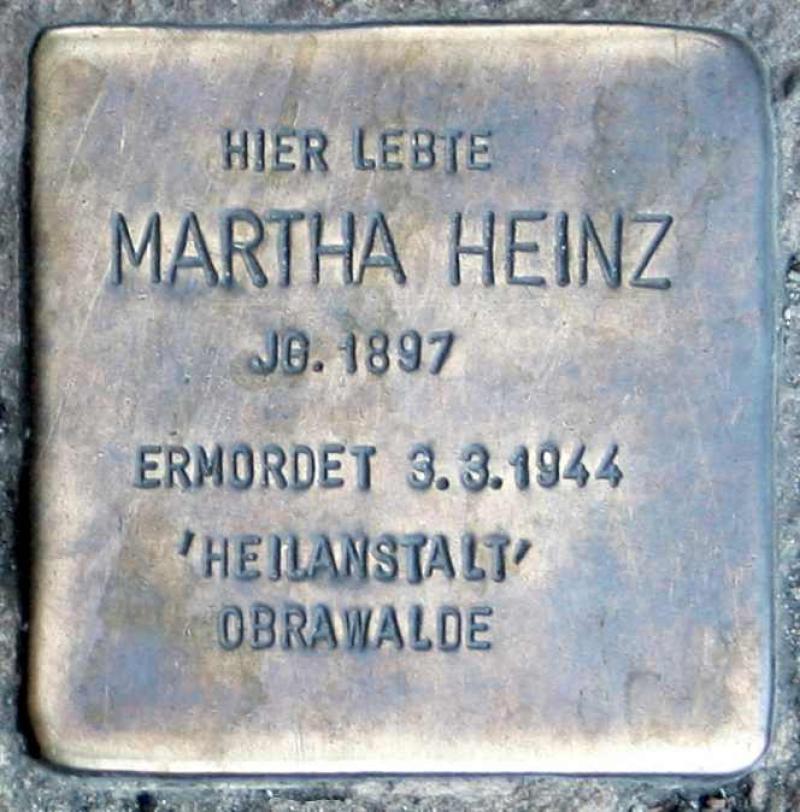 HIER LEBTE
MARTHA HEINZ
JG. 1897
ERMORDET 3.3.1944
'HEILANSTALT'
OBRAWALDE